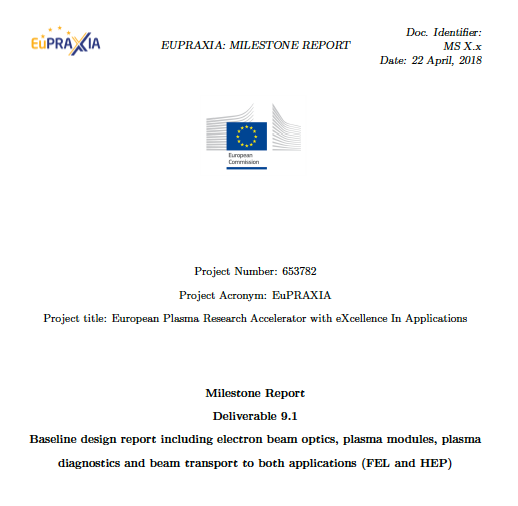 EuPRAXIA
EUPRAXIA: MILESTONE REPORT
Doc. Identifier:
MS X.x
Date: 22 April, 2018
European
Commission
Project Number: 653782
Project Acronym: EuPRAXIA
Project title: European Plasma Research Accelerator with eXcellence In Applications
Milestone Report
Deliverable 9.1
Baseline design report including electron beam optics, plasma modules, plasma
diagnostics and beam transport to both applications (FEL and HEP)